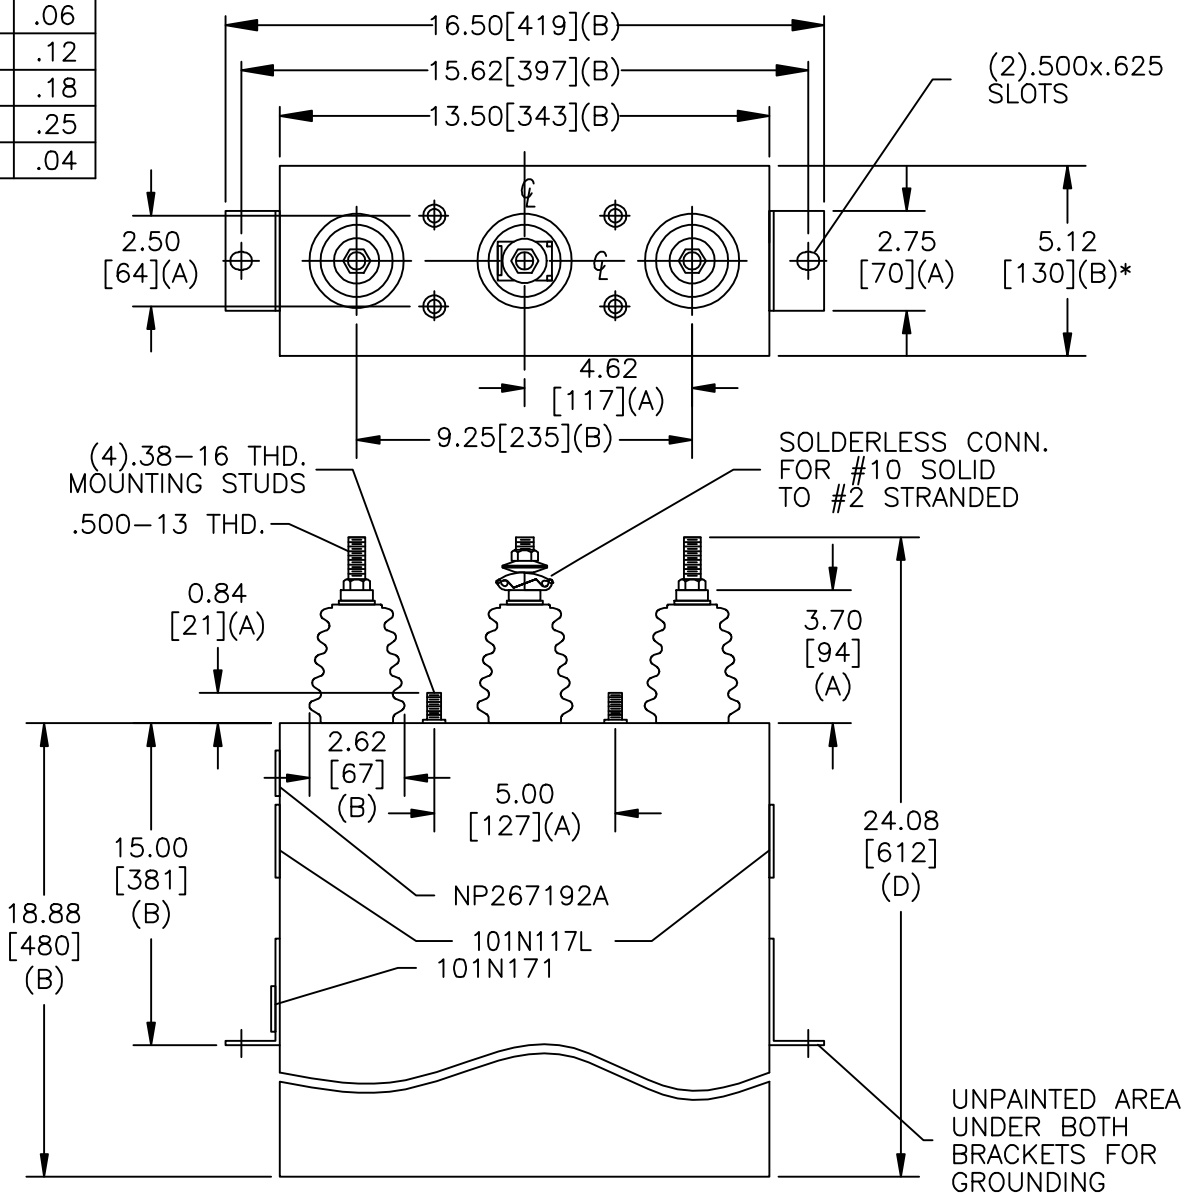 .06
.12
.18
.25
.04
16.50[419](B)
15.62[397](B)
13.50[343](B)
(2).500x.625
SLOTS
℄
℄
2.50
[64](A)
2.75
[70](A)
5.12
[130](B)*
4.62
[117](A)
9.25[235](B)
(4).38-16 THD.
MOUNTING STUDS
.500-13 THD.
SOLDERLESS CONN.
FOR #10 SOLID
TO #2 STRANDED
0.84
[21](A)
3.70
[94]
(A)
2.62
[67]
(B)
5.00
[127](A)
24.08
[612]
(D)
15.00
[381]
(B)
18.88
[480]
(B)
NP267192A
101N117L
101N171
UNPAINTED AREA
UNDER BOTH
BRACKETS FOR
GROUNDING